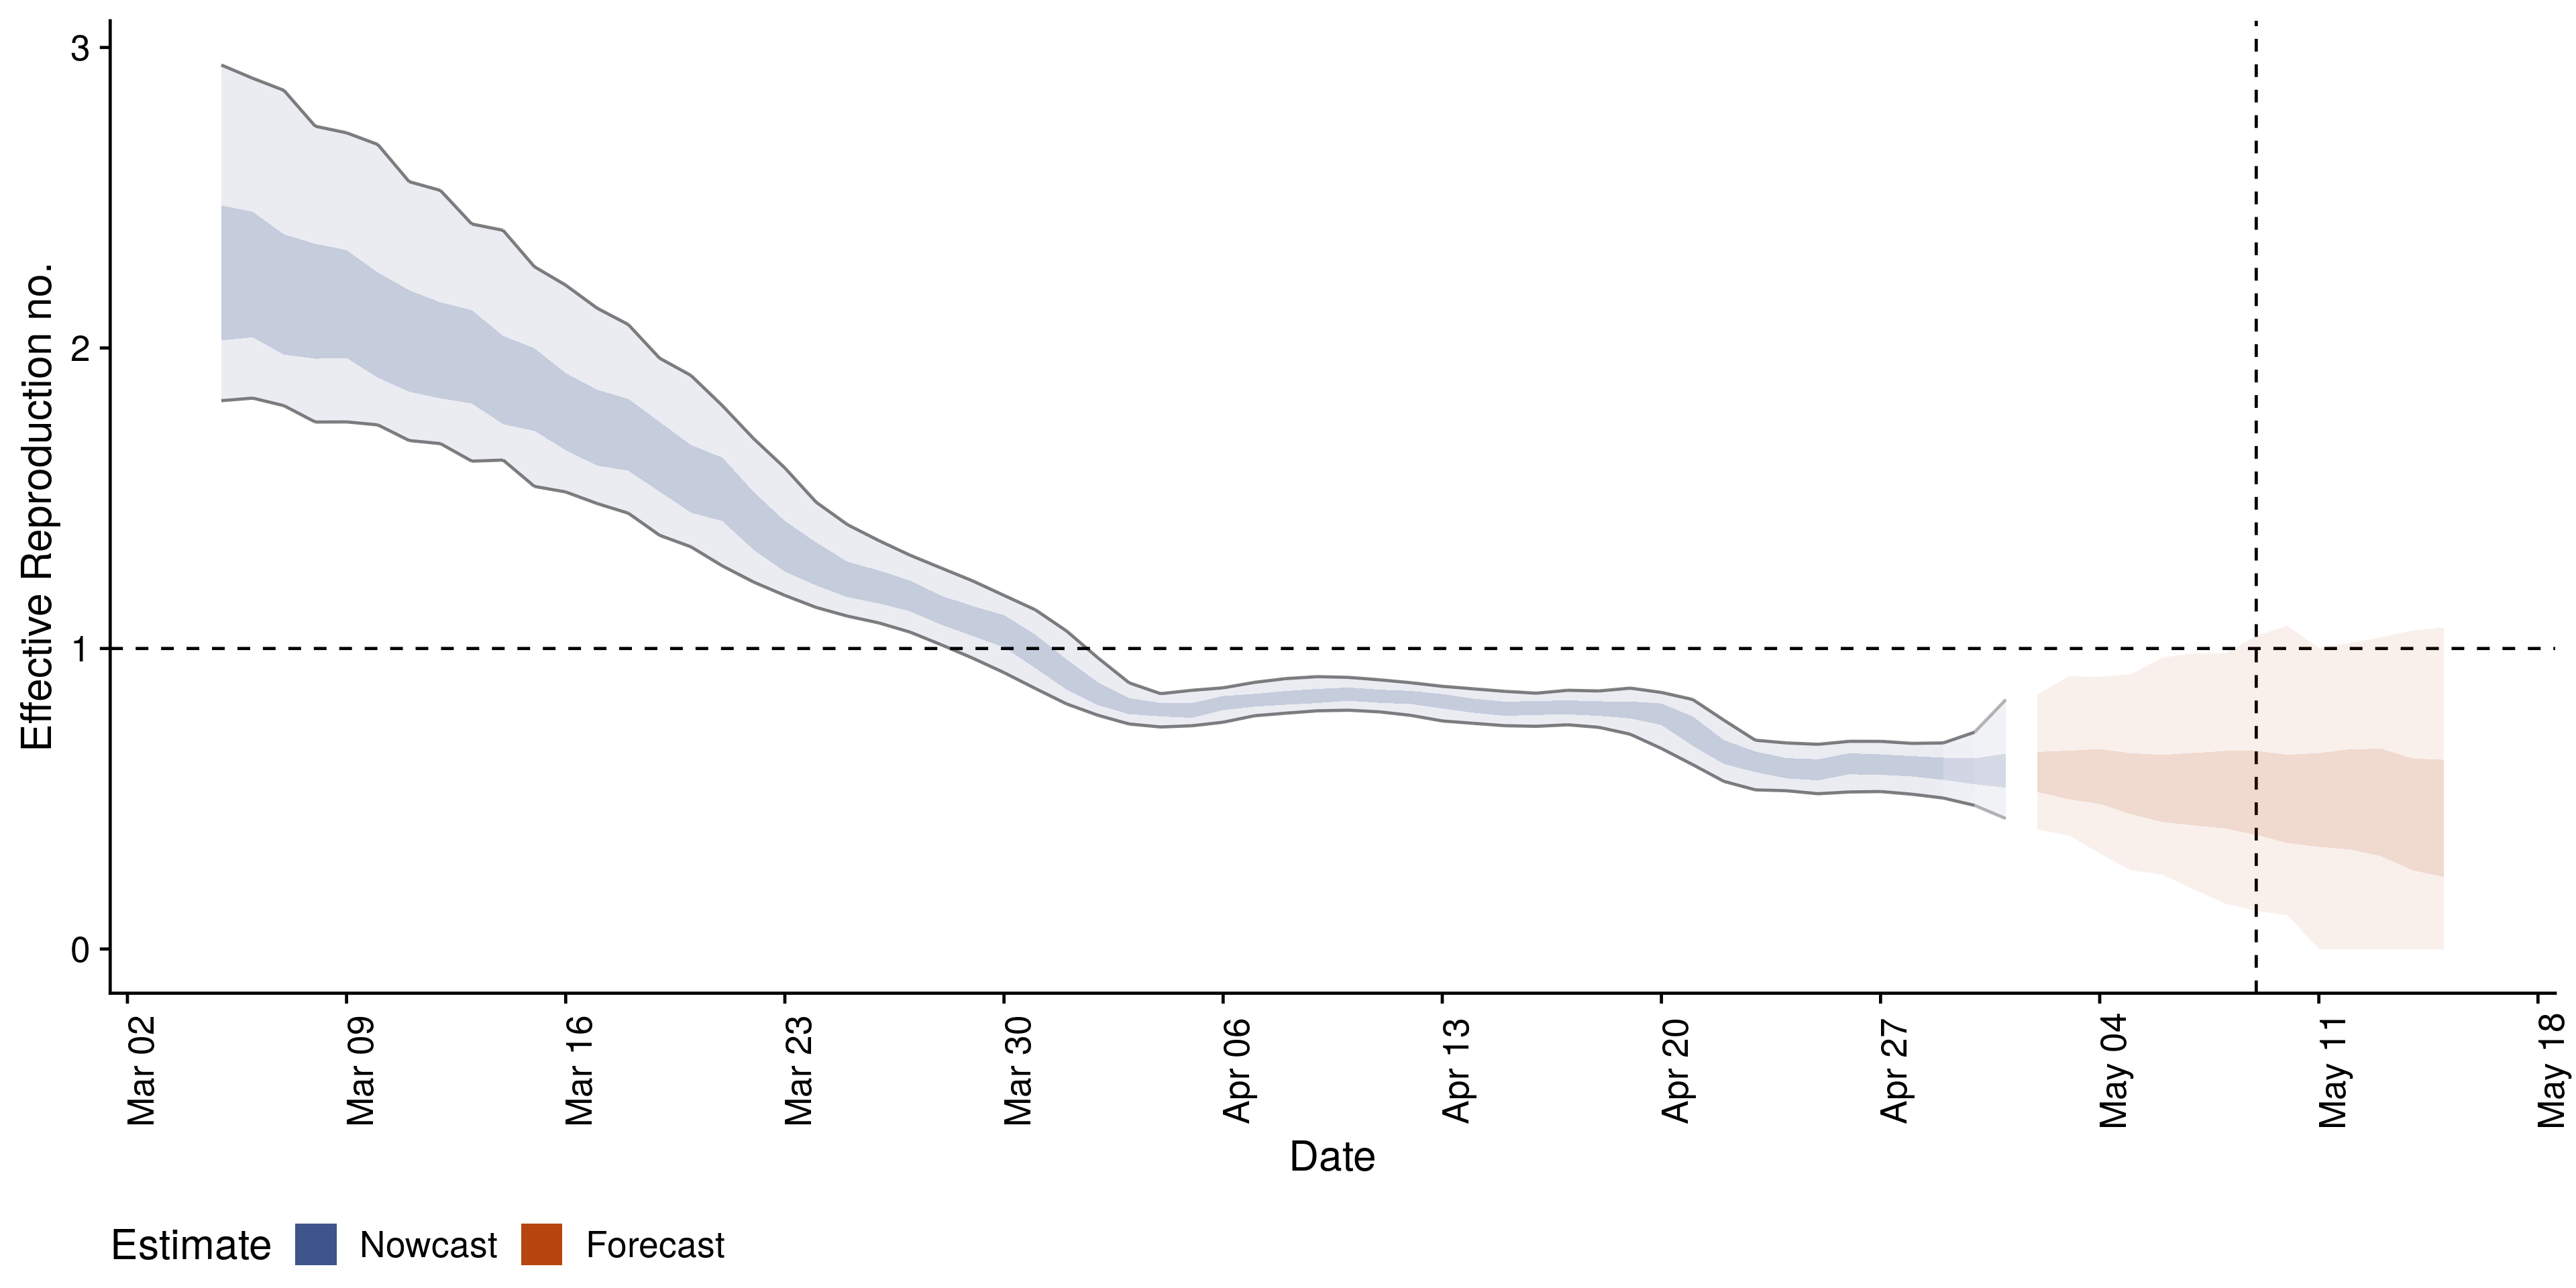 Effective Reproduction no.
3
2
1
0
Mar 02
Mar 09
Mar 16
Mar 23
Mar 30
Apr 06
Apr 13
Apr 20
Apr 27
May 04
May 11
May 18
Date
Estimate Nowcast Forecast